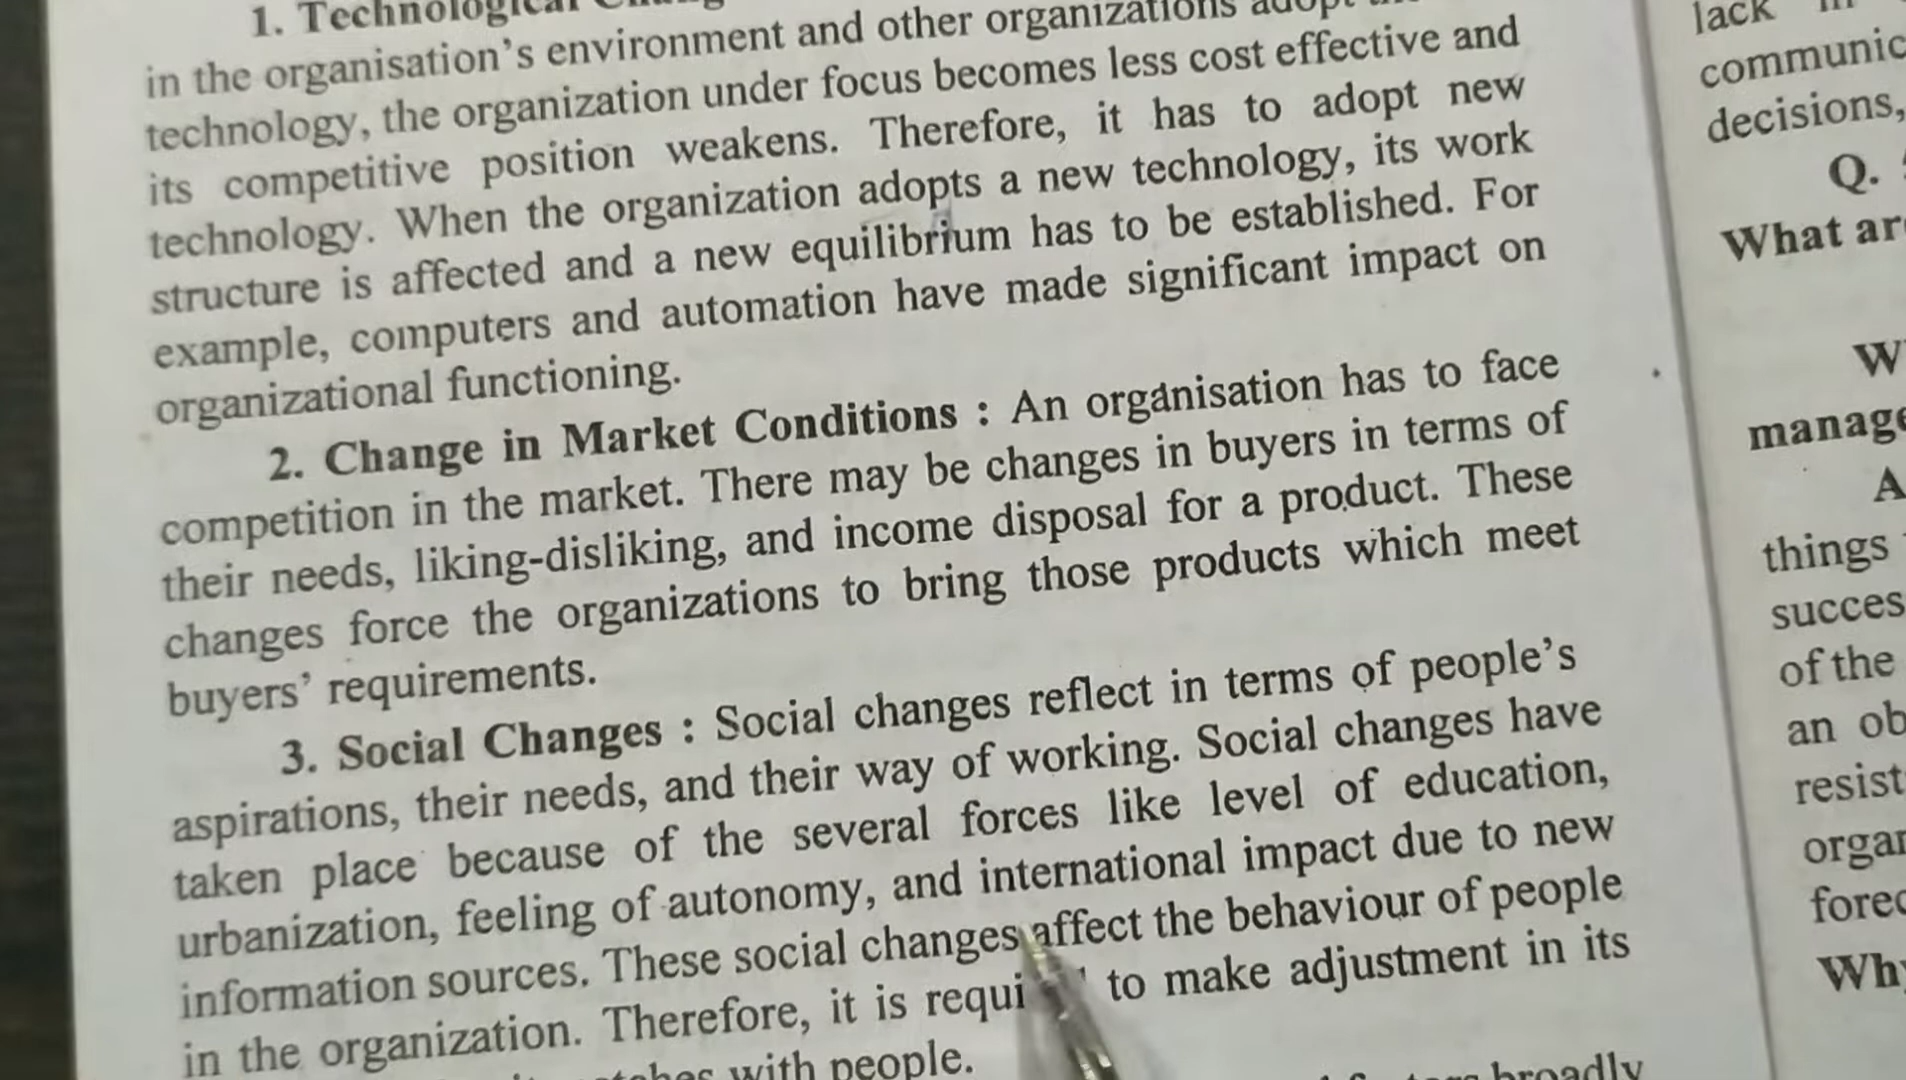 1. Technological
in the organisation's environment and other organizations adopt
technology, the organization under focus becomes less cost effective and
its competitive position weakens. Therefore, it has to adopt new
technology. When the organization adopts a new technology, its work
structure is affected and a new equilibrium has to be established. For
example, computers and automation have made significant impact on
organizational functioning.
2. Change in Market Conditions : An organisation has to face
competition in the market. There may be changes in buyers in terms of
their needs, liking-disliking, and income disposal for a product. These
changes force the organizations to bring those products which meet
buyers' requirements.
3. Social Changes : Social changes reflect in terms of people's
aspirations, their needs, and their way of working. Social changes have
taken place because of the several forces like level of education,
urbanization, feeling of autonomy, and international impact due to new
information sources. These social changes affect the behaviour of people
in the organization. Therefore, it is requi to make adjustment in its
with people.
broadly
lack
communic
decisions,
Q.
What ar
W
manage
A
things
succes
of the
an ob
resist
organ
forec
Why